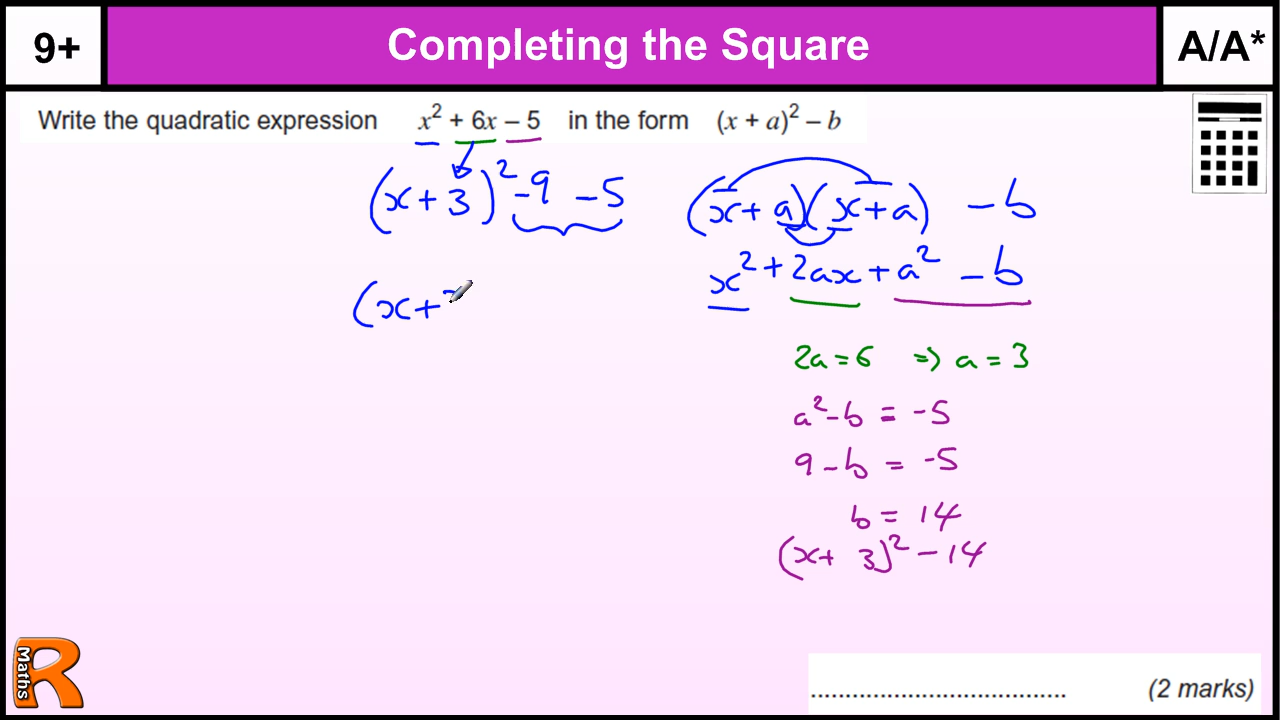 9+
Completing the Square
A/A*
Write the quadratic expression x² + 6x − 5 in the form (x + a)² − b
(x + 3)² − 9 − 5
(x +
(x + a)(x + a) − b
x² + 2ax + a² − b
2a = 6 => a = 3
a² − b = −5
9 − b = −5
b = 14
(x + 3)² − 14
Maths
R
.....................................
(2 marks)